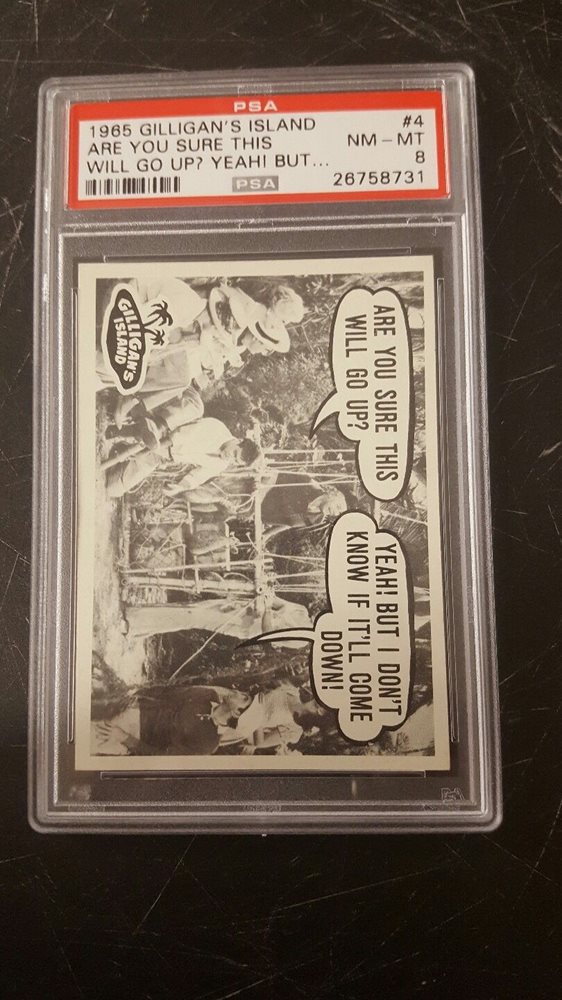 PSA
1965 GILLIGAN'S ISLAND #4
ARE YOU SURE THIS NM-MT
WILL GO UP? YEAH! BUT... 8
PSA 26758731
ARE YOU SURE THIS
WILL GO UP?
YEAH! BUT I DON'T
KNOW IF IT'LL COME
DOWN!
GILLIGAN'S
ISLAND